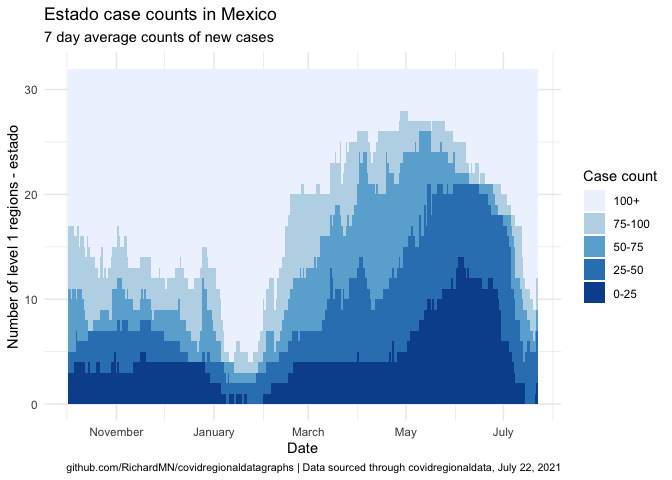 Estado case counts in Mexico
7 day average counts of new cases
Number of level 1 regions - estado
30
20
10
0
November
January
March
May
July
Date
Case count
100+
75-100
50-75
25-50
0-25
github.com/RichardMN/covidregionaldatagraphs | Data sourced through covidregionaldata, July 22, 2021